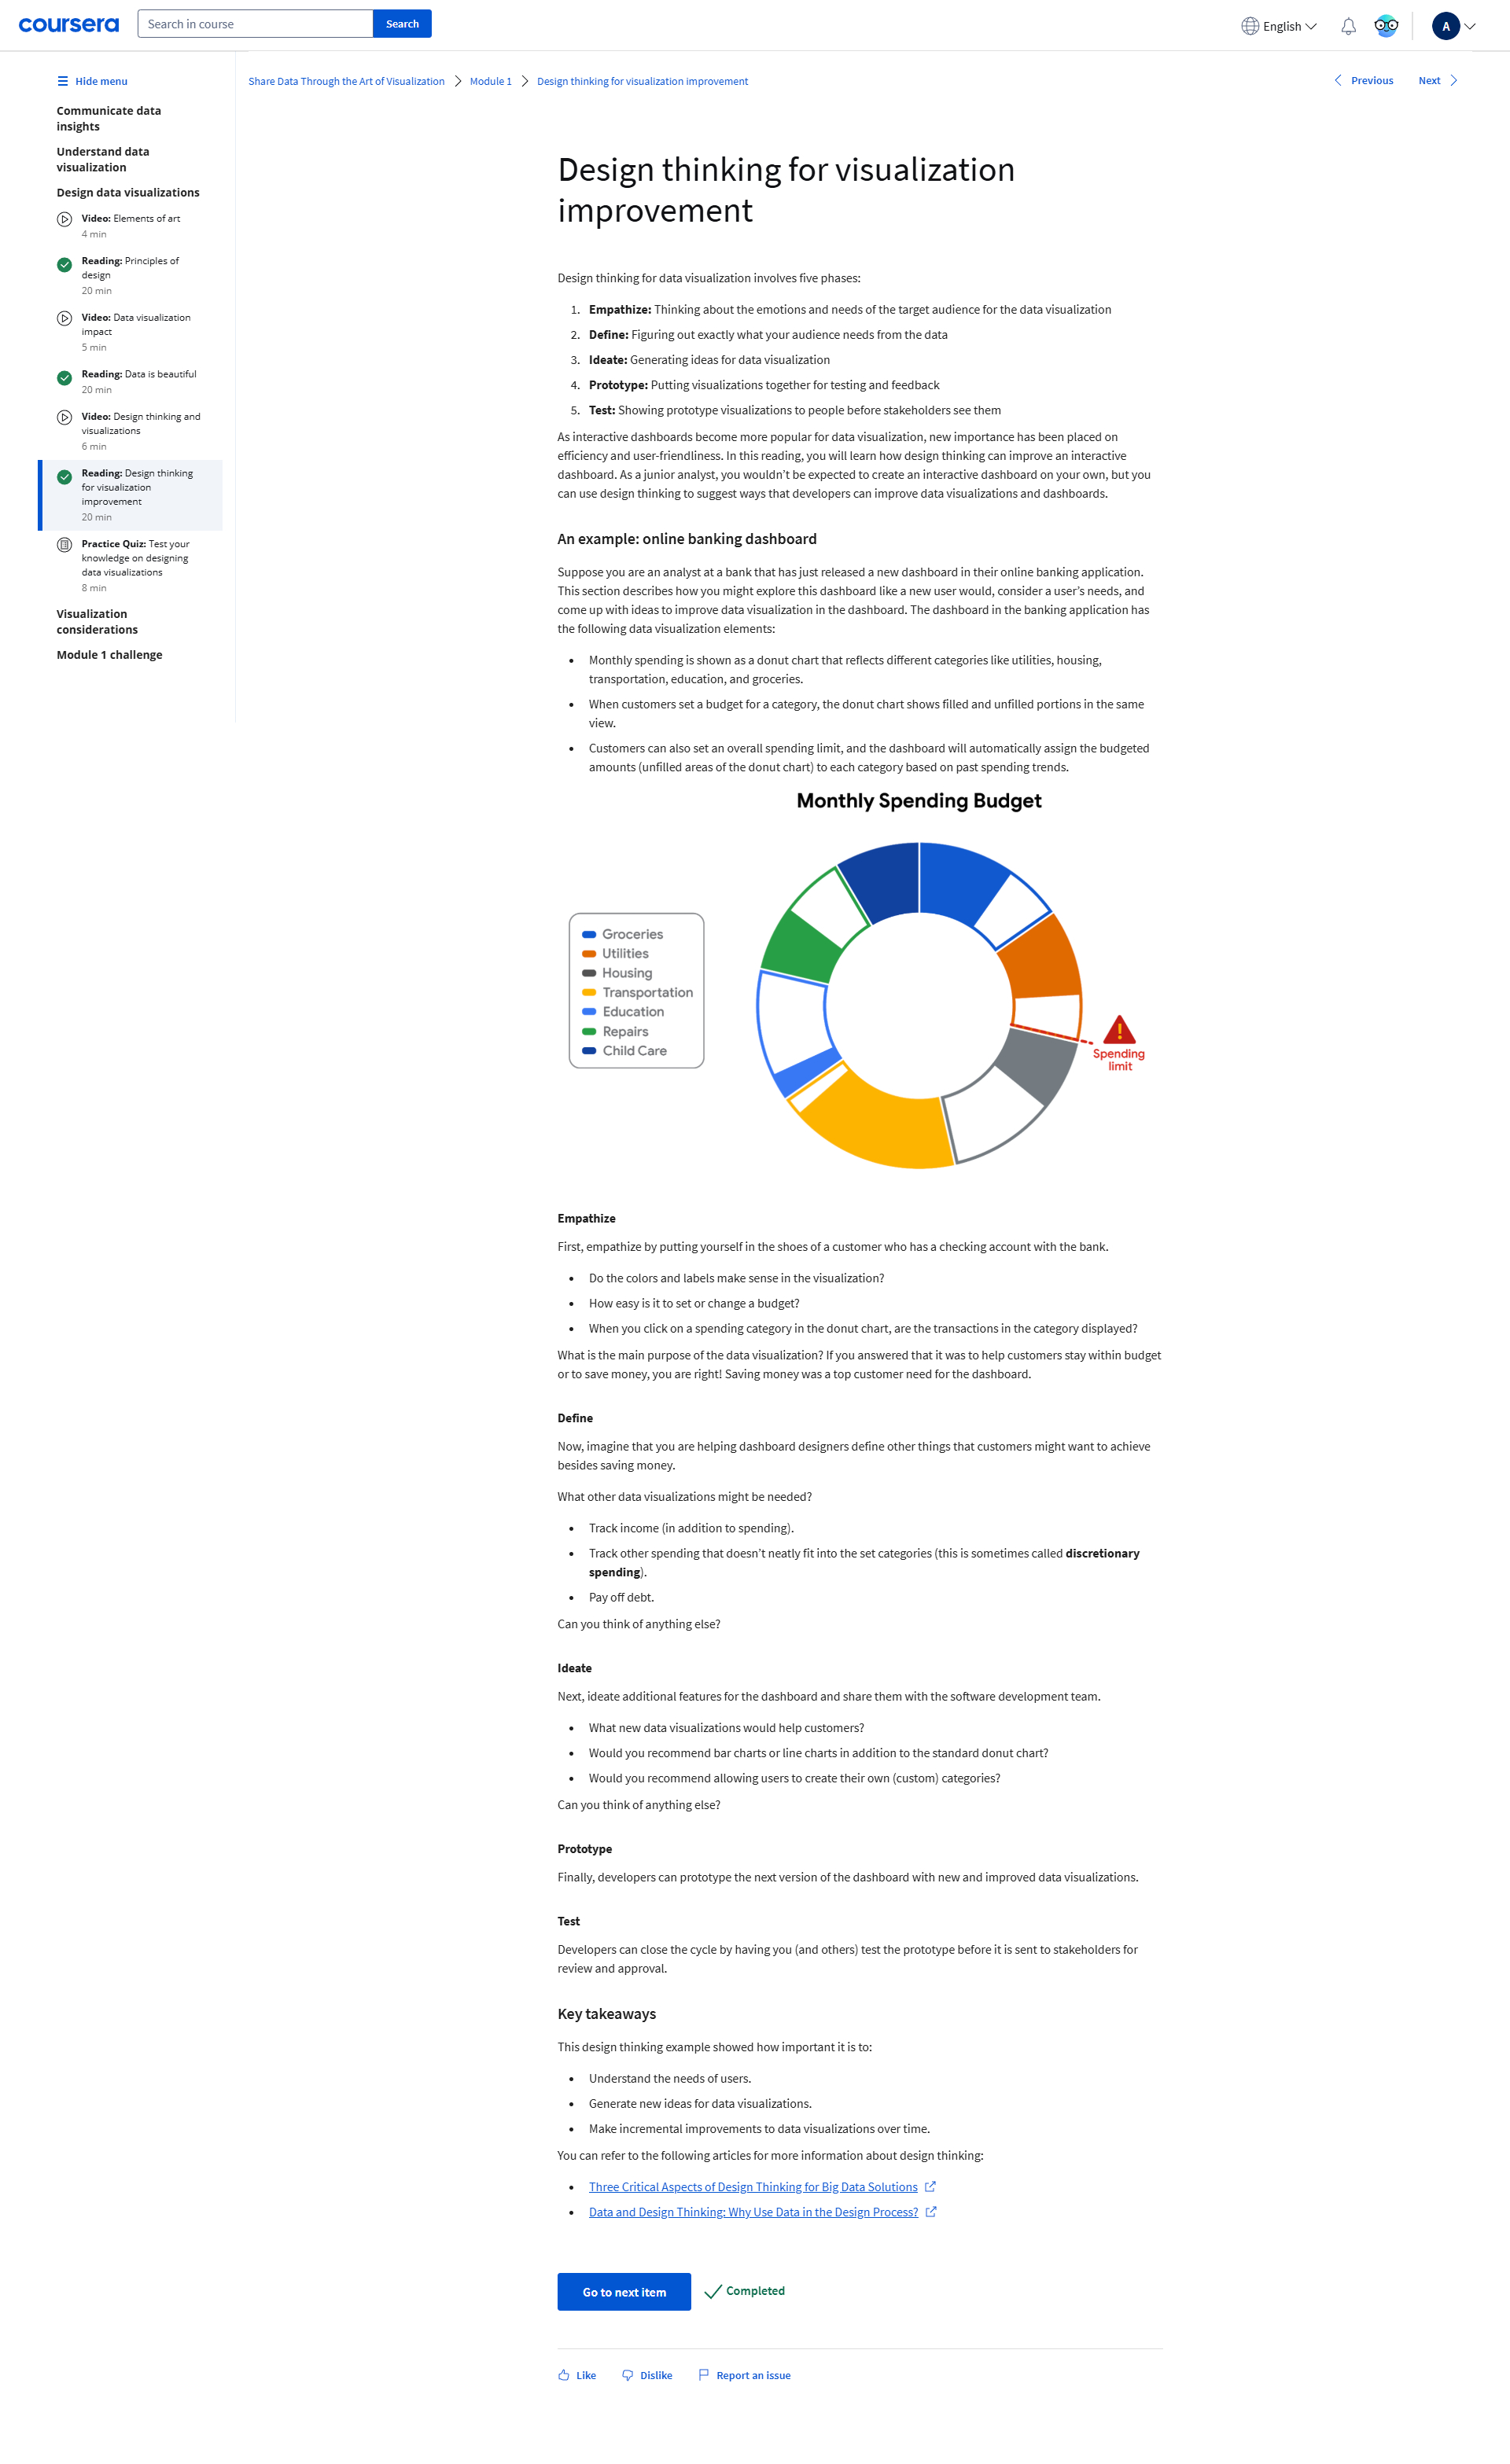 coursera
Search in course
Search
English
A
Hide menu
Communicate data
insights
Understand data
visualization
Design data visualizations
Video: Elements of art
4 min
Reading: Principles of
design
20 min
Video: Data visualization
impact
5 min
Reading: Data is beautiful
20 min
Video: Design thinking and
visualizations
6 min
Reading: Design thinking
for visualization
improvement
20 min
Practice Quiz: Test your
knowledge on designing
data visualizations
8 min
Visualization
considerations
Module 1 challenge
Share Data Through the Art of Visualization
Module 1
Design thinking for visualization improvement
Previous
Next
Design thinking for visualization
improvement
Design thinking for data visualization involves five phases:
1. Empathize: Thinking about the emotions and needs of the target audience for the data visualization
2. Define: Figuring out exactly what your audience needs from the data
3. Ideate: Generating ideas for data visualization
4. Prototype: Putting visualizations together for testing and feedback
5. Test: Showing prototype visualizations to people before stakeholders see them
As interactive dashboards become more popular for data visualization, new importance has been placed on
efficiency and user-friendliness. In this reading, you will learn how design thinking can improve an interactive
dashboard. As a junior analyst, you wouldn’t be expected to create an interactive dashboard on your own, but you
can use design thinking to suggest ways that developers can improve data visualizations and dashboards.
An example: online banking dashboard
Suppose you are an analyst at a bank that has just released a new dashboard in their online banking application.
This section describes how you might explore this dashboard like a new user would, consider a user’s needs, and
come up with ideas to improve data visualization in the dashboard. The dashboard in the banking application has
the following data visualization elements:
• Monthly spending is shown as a donut chart that reflects different categories like utilities, housing,
transportation, education, and groceries.
• When customers set a budget for a category, the donut chart shows filled and unfilled portions in the same
view.
• Customers can also set an overall spending limit, and the dashboard will automatically assign the budgeted
amounts (unfilled areas of the donut chart) to each category based on past spending trends.
Monthly Spending Budget
Groceries
Utilities
Housing
Transportation
Education
Repairs
Child Care
Spending
limit
Empathize
First, empathize by putting yourself in the shoes of a customer who has a checking account with the bank.
• Do the colors and labels make sense in the visualization?
• How easy is it to set or change a budget?
• When you click on a spending category in the donut chart, are the transactions in the category displayed?
What is the main purpose of the data visualization? If you answered that it was to help customers stay within budget
or to save money, you are right! Saving money was a top customer need for the dashboard.
Define
Now, imagine that you are helping dashboard designers define other things that customers might want to achieve
besides saving money.
What other data visualizations might be needed?
• Track income (in addition to spending).
• Track other spending that doesn’t neatly fit into the set categories (this is sometimes called discretionary
spending).
• Pay off debt.
Can you think of anything else?
Ideate
Next, ideate additional features for the dashboard and share them with the software development team.
• What new data visualizations would help customers?
• Would you recommend bar charts or line charts in addition to the standard donut chart?
• Would you recommend allowing users to create their own (custom) categories?
Can you think of anything else?
Prototype
Finally, developers can prototype the next version of the dashboard with new and improved data visualizations.
Test
Developers can close the cycle by having you (and others) test the prototype before it is sent to stakeholders for
review and approval.
Key takeaways
This design thinking example showed how important it is to:
• Understand the needs of users.
• Generate new ideas for data visualizations.
• Make incremental improvements to data visualizations over time.
You can refer to the following articles for more information about design thinking:
• Three Critical Aspects of Design Thinking for Big Data Solutions
• Data and Design Thinking: Why Use Data in the Design Process?
Go to next item
Completed
Like
Dislike
Report an issue